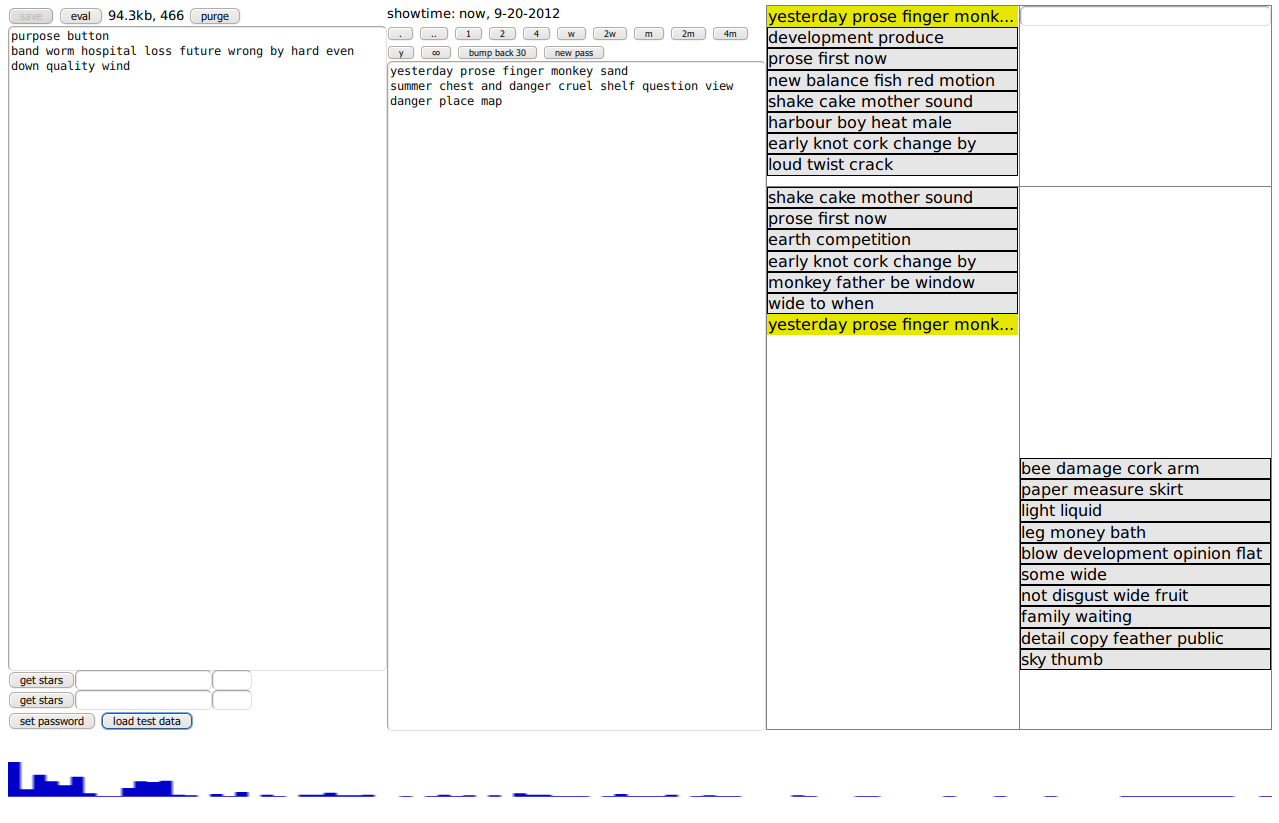 save eval 94.3kb, 466 purge
purpose button
band worm hospital loss future wrong by hard even
down quality wind
get stars
get stars
set password load test data
showtime: now, 9-20-2012
. .. 1 2 4 w 2w m 2m 4m
y ∞ bump back 30 new pass
yesterday prose finger monkey sand
summer chest and danger cruel shelf question view
danger place map
yesterday prose finger monk...
development produce
prose first now
new balance fish red motion
shake cake mother sound
harbour boy heat male
early knot cork change by
loud twist crack
shake cake mother sound
prose first now
earth competition
early knot cork change by
monkey father be window
wide to when
yesterday prose finger monk...
bee damage cork arm
paper measure skirt
light liquid
leg money bath
blow development opinion flat
some wide
not disgust wide fruit
family waiting
detail copy feather public
sky thumb